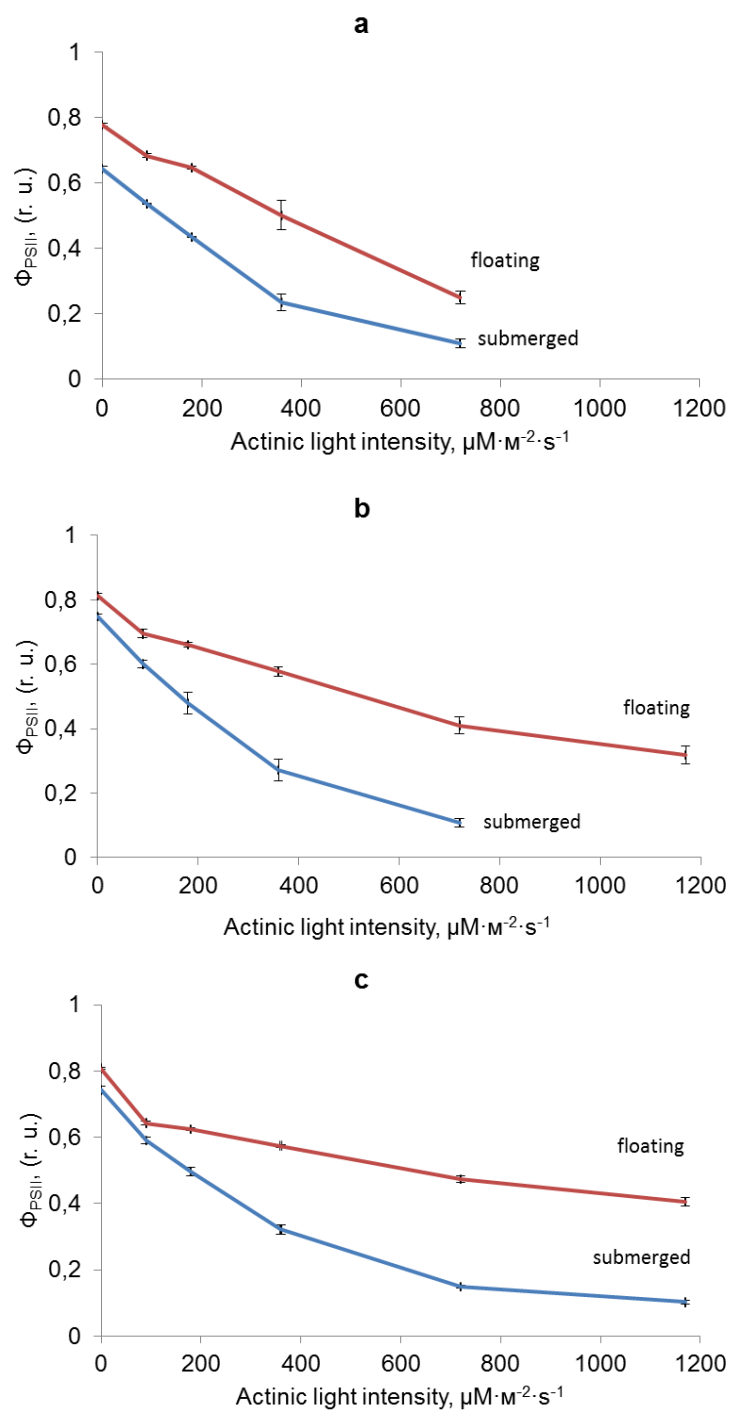 a
1
0,8
0,6
0,4
0,2
0
ΦPSII, (r. u.)
floating
submerged
0 200 400 600 800 1000 1200
Actinic light intensity, µM·м⁻²·s⁻¹
b
1
0,8
0,6
0,4
0,2
0
ΦPSII, (r. u.)
floating
submerged
0 200 400 600 800 1000 1200
Actinic light intensity, µM·м⁻²·s⁻¹
c
1
0,8
0,6
0,4
0,2
0
ΦPSII, (r. u.)
floating
submerged
0 200 400 600 800 1000 1200
Actinic light intensity, µM·м⁻²·s⁻¹